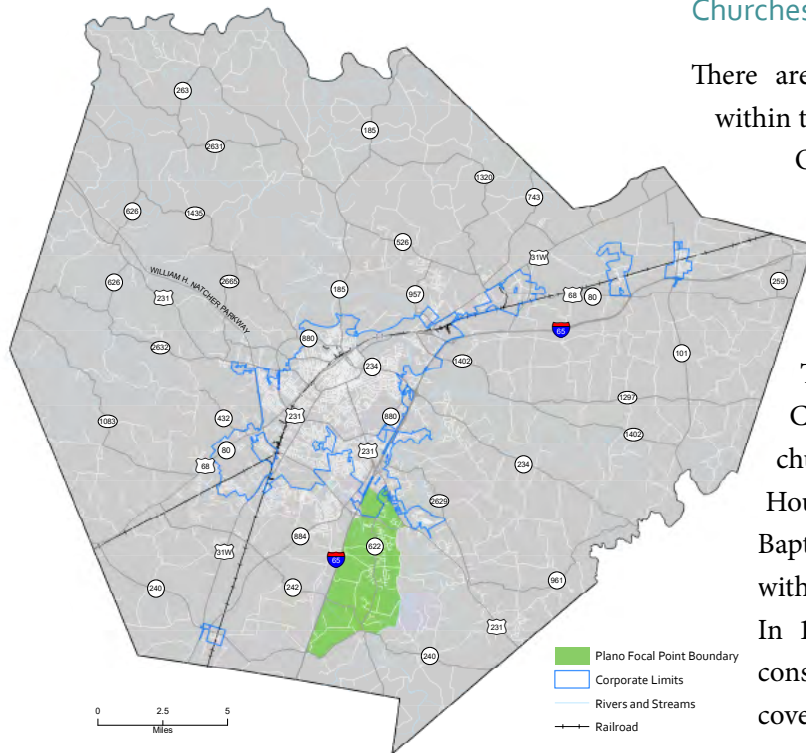 Churches
There are
within t
C
T
C
chu
Hou
Bapt
with
In 1
cons
cove
263
2631
185
1320
743
626
1435
526
31W
626
WILLIAM H. NATCHER PARKWAY
2665
231
185
957
68
80
259
65
880
2632
234
1402
101
1297
1083
432
231
880
1402
80
231
68
234
2629
884
622
31W
65
961
240
242
231
240
Plano Focal Point Boundary
Corporate Limits
Rivers and Streams
Railroad
0 2.5 5
Miles